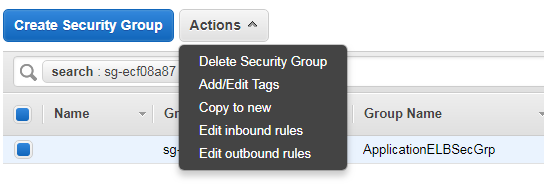 Create Security Group
Actions
Delete Security Group
search : sg-ecf08a87
Add/Edit Tags
Copy to new
Name
Group Name
Edit inbound rules
Edit outbound rules
sg-
ApplicationELBSecGrp